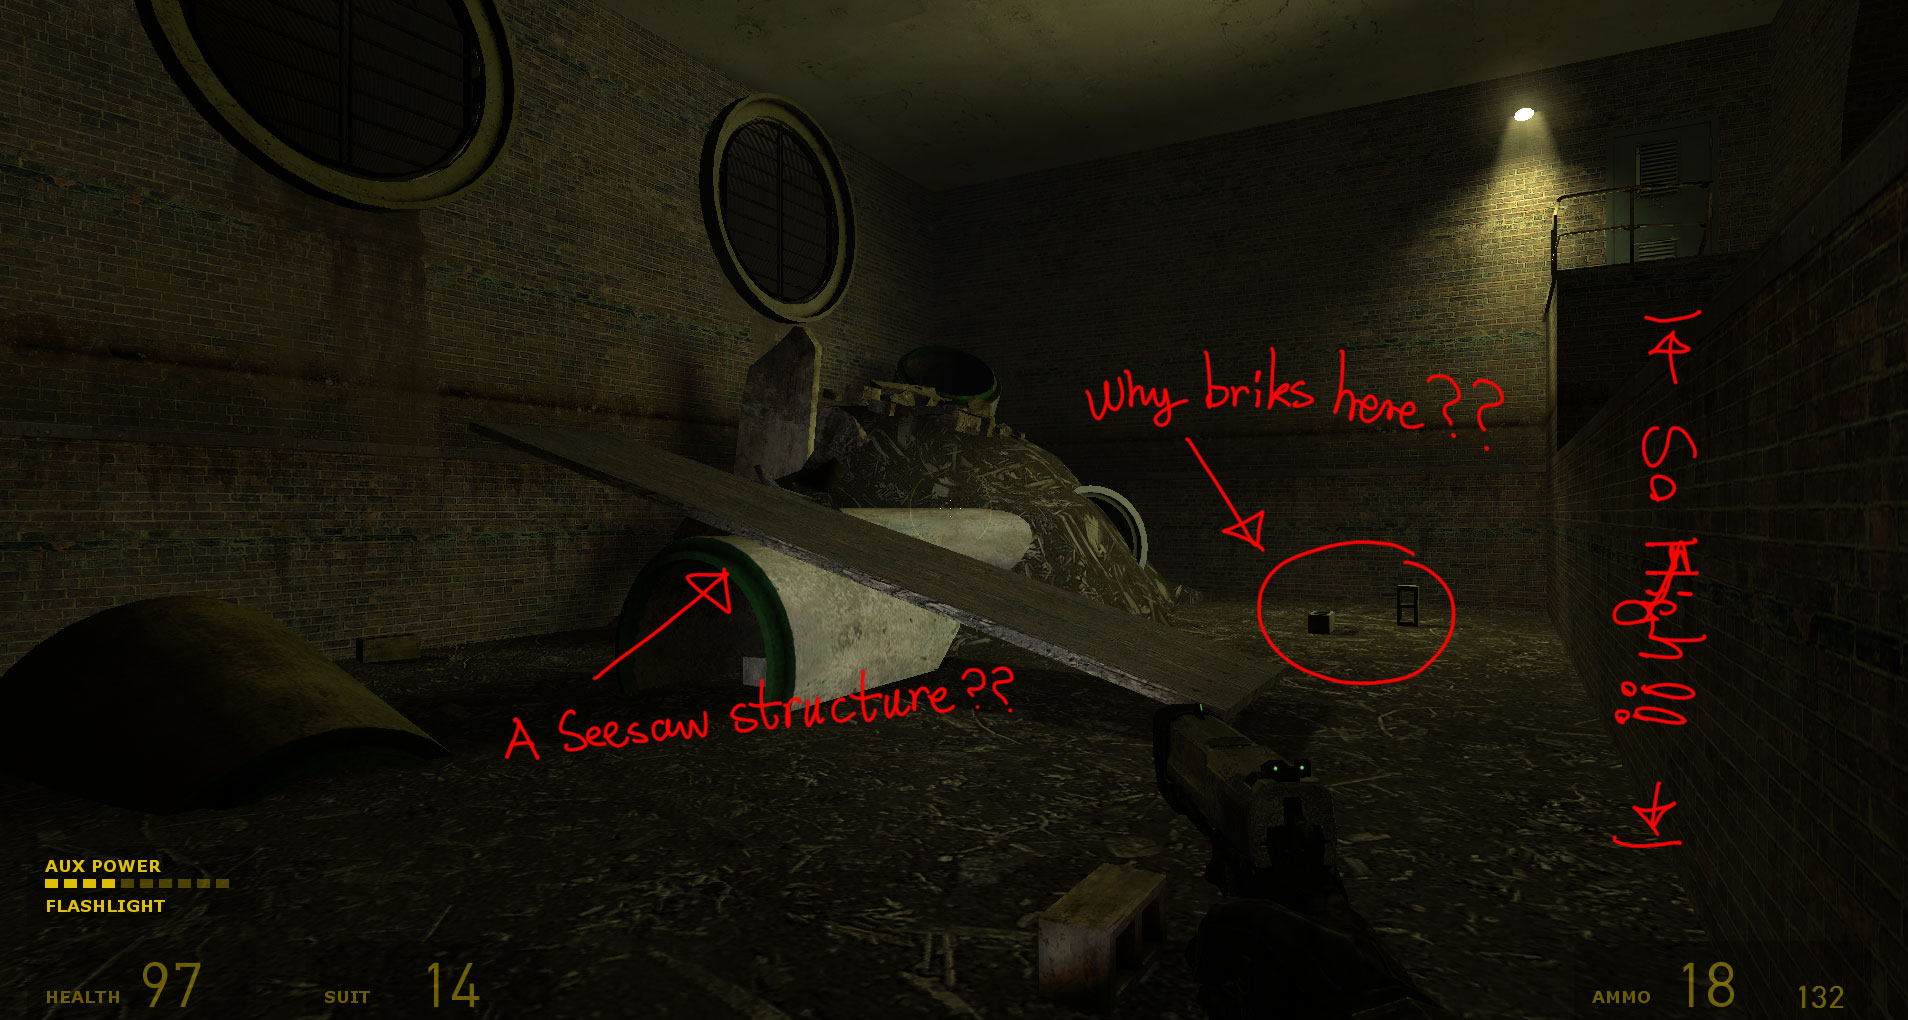 why briks here??
So High!!
A Seesaw structure??
AUX POWER
FLASHLIGHT
HEALTH 97 SUIT 14 AMMO 18 132